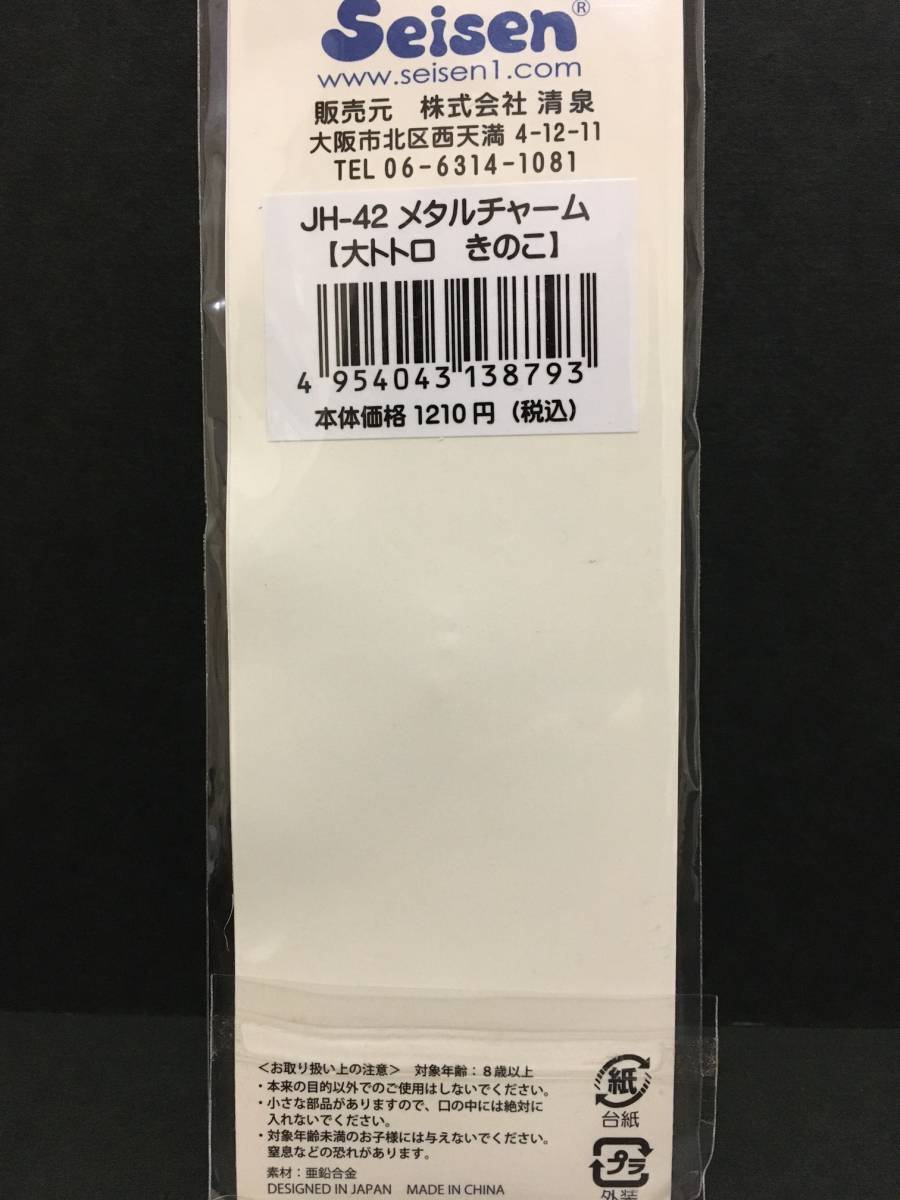 Seisen®
www.seisen1.com
販売元　株式会社 清泉
大阪市北区西天満 4-12-11
TEL 06-6314-1081
JH-42 メタルチャーム
【大トトロ　きのこ】
4 954043 138793
本体価格 1210 円（税込）
＜お取り扱い上の注意＞　対象年齢：８歳以上
・本来の目的以外でのご使用はしないでください。
・小さな部品がありますので、口の中には絶対に
入れないでください。
・対象年齢未満のお子様には与えないでください。
窒息などの恐れがあります。
素材：亜鉛合金
DESIGNED IN JAPAN　MADE IN CHINA
紙
台紙
プラ
外装